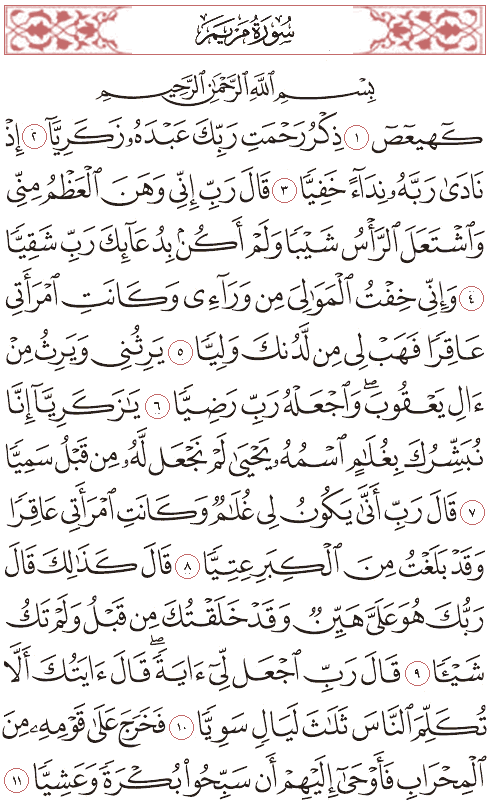 سُورَةُ مَرۡيَمَ
بِسۡمِ ٱللَّهِ ٱلرَّحۡمَٰنِ ٱلرَّحِيمِ
كٓهيعٓصٓ ١ ذِكۡرُ رَحۡمَتِ رَبِّكَ عَبۡدَهُۥ زَكَرِيَّآ ٢ إِذۡ
نَادَىٰ رَبَّهُۥ نِدَآءً خَفِيّٗا ٣ قَالَ رَبِّ إِنِّي وَهَنَ ٱلۡعَظۡمُ مِنِّي
وَٱشۡتَعَلَ ٱلرَّأۡسُ شَيۡبٗا وَلَمۡ أَكُنۢ بِدُعَآئِكَ رَبِّ شَقِيّٗا
٤ وَإِنِّي خِفۡتُ ٱلۡمَوَٰلِيَ مِن وَرَآءِي وَكَانَتِ ٱمۡرَأَتِي
عَاقِرٗا فَهَبۡ لِي مِن لَّدُنكَ وَلِيّٗا ٥ يَرِثُنِي وَيَرِثُ مِنۡ
ءَالِ يَعۡقُوبَۖ وَٱجۡعَلۡهُ رَبِّ رَضِيّٗا ٦ يَٰزَكَرِيَّآ إِنَّا
نُبَشِّرُكَ بِغُلَٰمٍ ٱسۡمُهُۥ يَحۡيَىٰ لَمۡ نَجۡعَل لَّهُۥ مِن قَبۡلُ سَمِيّٗا
٧ قَالَ رَبِّ أَنَّىٰ يَكُونُ لِي غُلَٰمٞ وَكَانَتِ ٱمۡرَأَتِي عَاقِرٗا
وَقَدۡ بَلَغۡتُ مِنَ ٱلۡكِبَرِ عِتِيّٗا ٨ قَالَ كَذَٰلِكَ قَالَ
رَبُّكَ هُوَ عَلَيَّ هَيِّنٞ وَقَدۡ خَلَقۡتُكَ مِن قَبۡلُ وَلَمۡ تَكُ
شَيۡـٔٗا ٩ قَالَ رَبِّ ٱجۡعَل لِّيٓ ءَايَةٗۖ قَالَ ءَايَتُكَ أَلَّا
تُكَلِّمَ ٱلنَّاسَ ثَلَٰثَ لَيَالٖ سَوِيّٗا ١٠ فَخَرَجَ عَلَىٰ قَوۡمِهِۦ مِنَ
ٱلۡمِحۡرَابِ فَأَوۡحَىٰٓ إِلَيۡهِمۡ أَن سَبِّحُواْ بُكۡرَةٗ وَعَشِيّٗا ١١